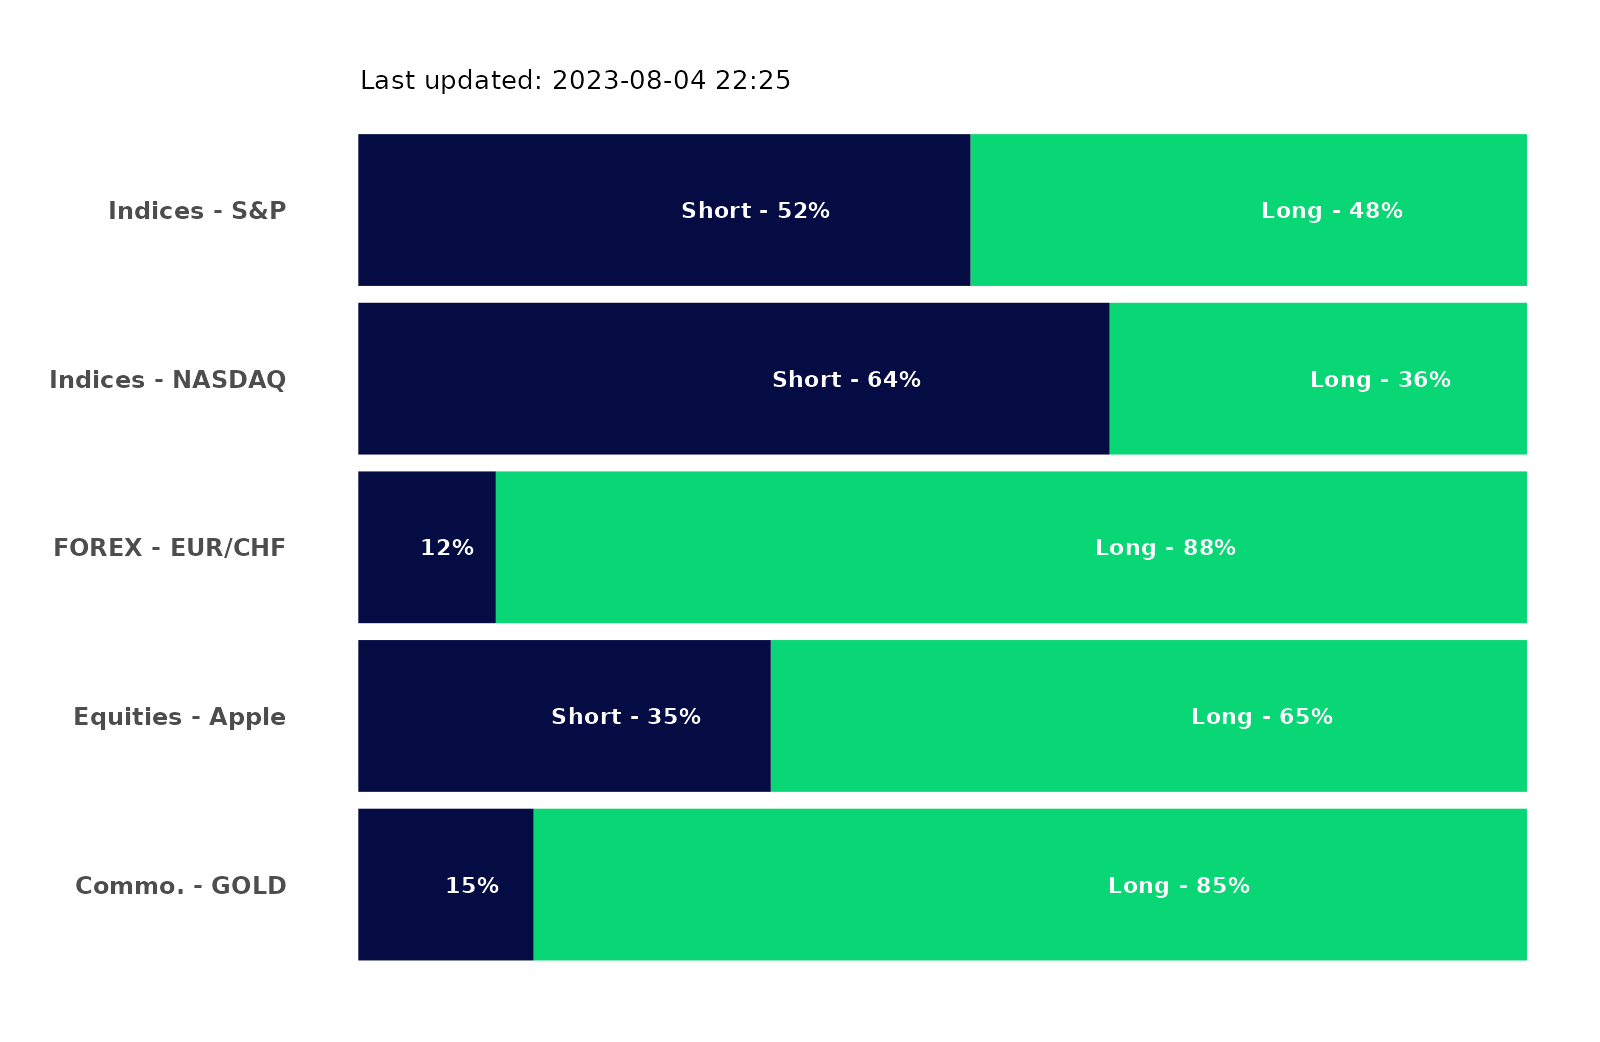 Last updated: 2023-08-04 22:25
Indices - S&P
Short - 52%
Long - 48%
Indices - NASDAQ
Short - 64%
Long - 36%
FOREX - EUR/CHF
12%
Long - 88%
Equities - Apple
Short - 35%
Long - 65%
Commo. - GOLD
15%
Long - 85%